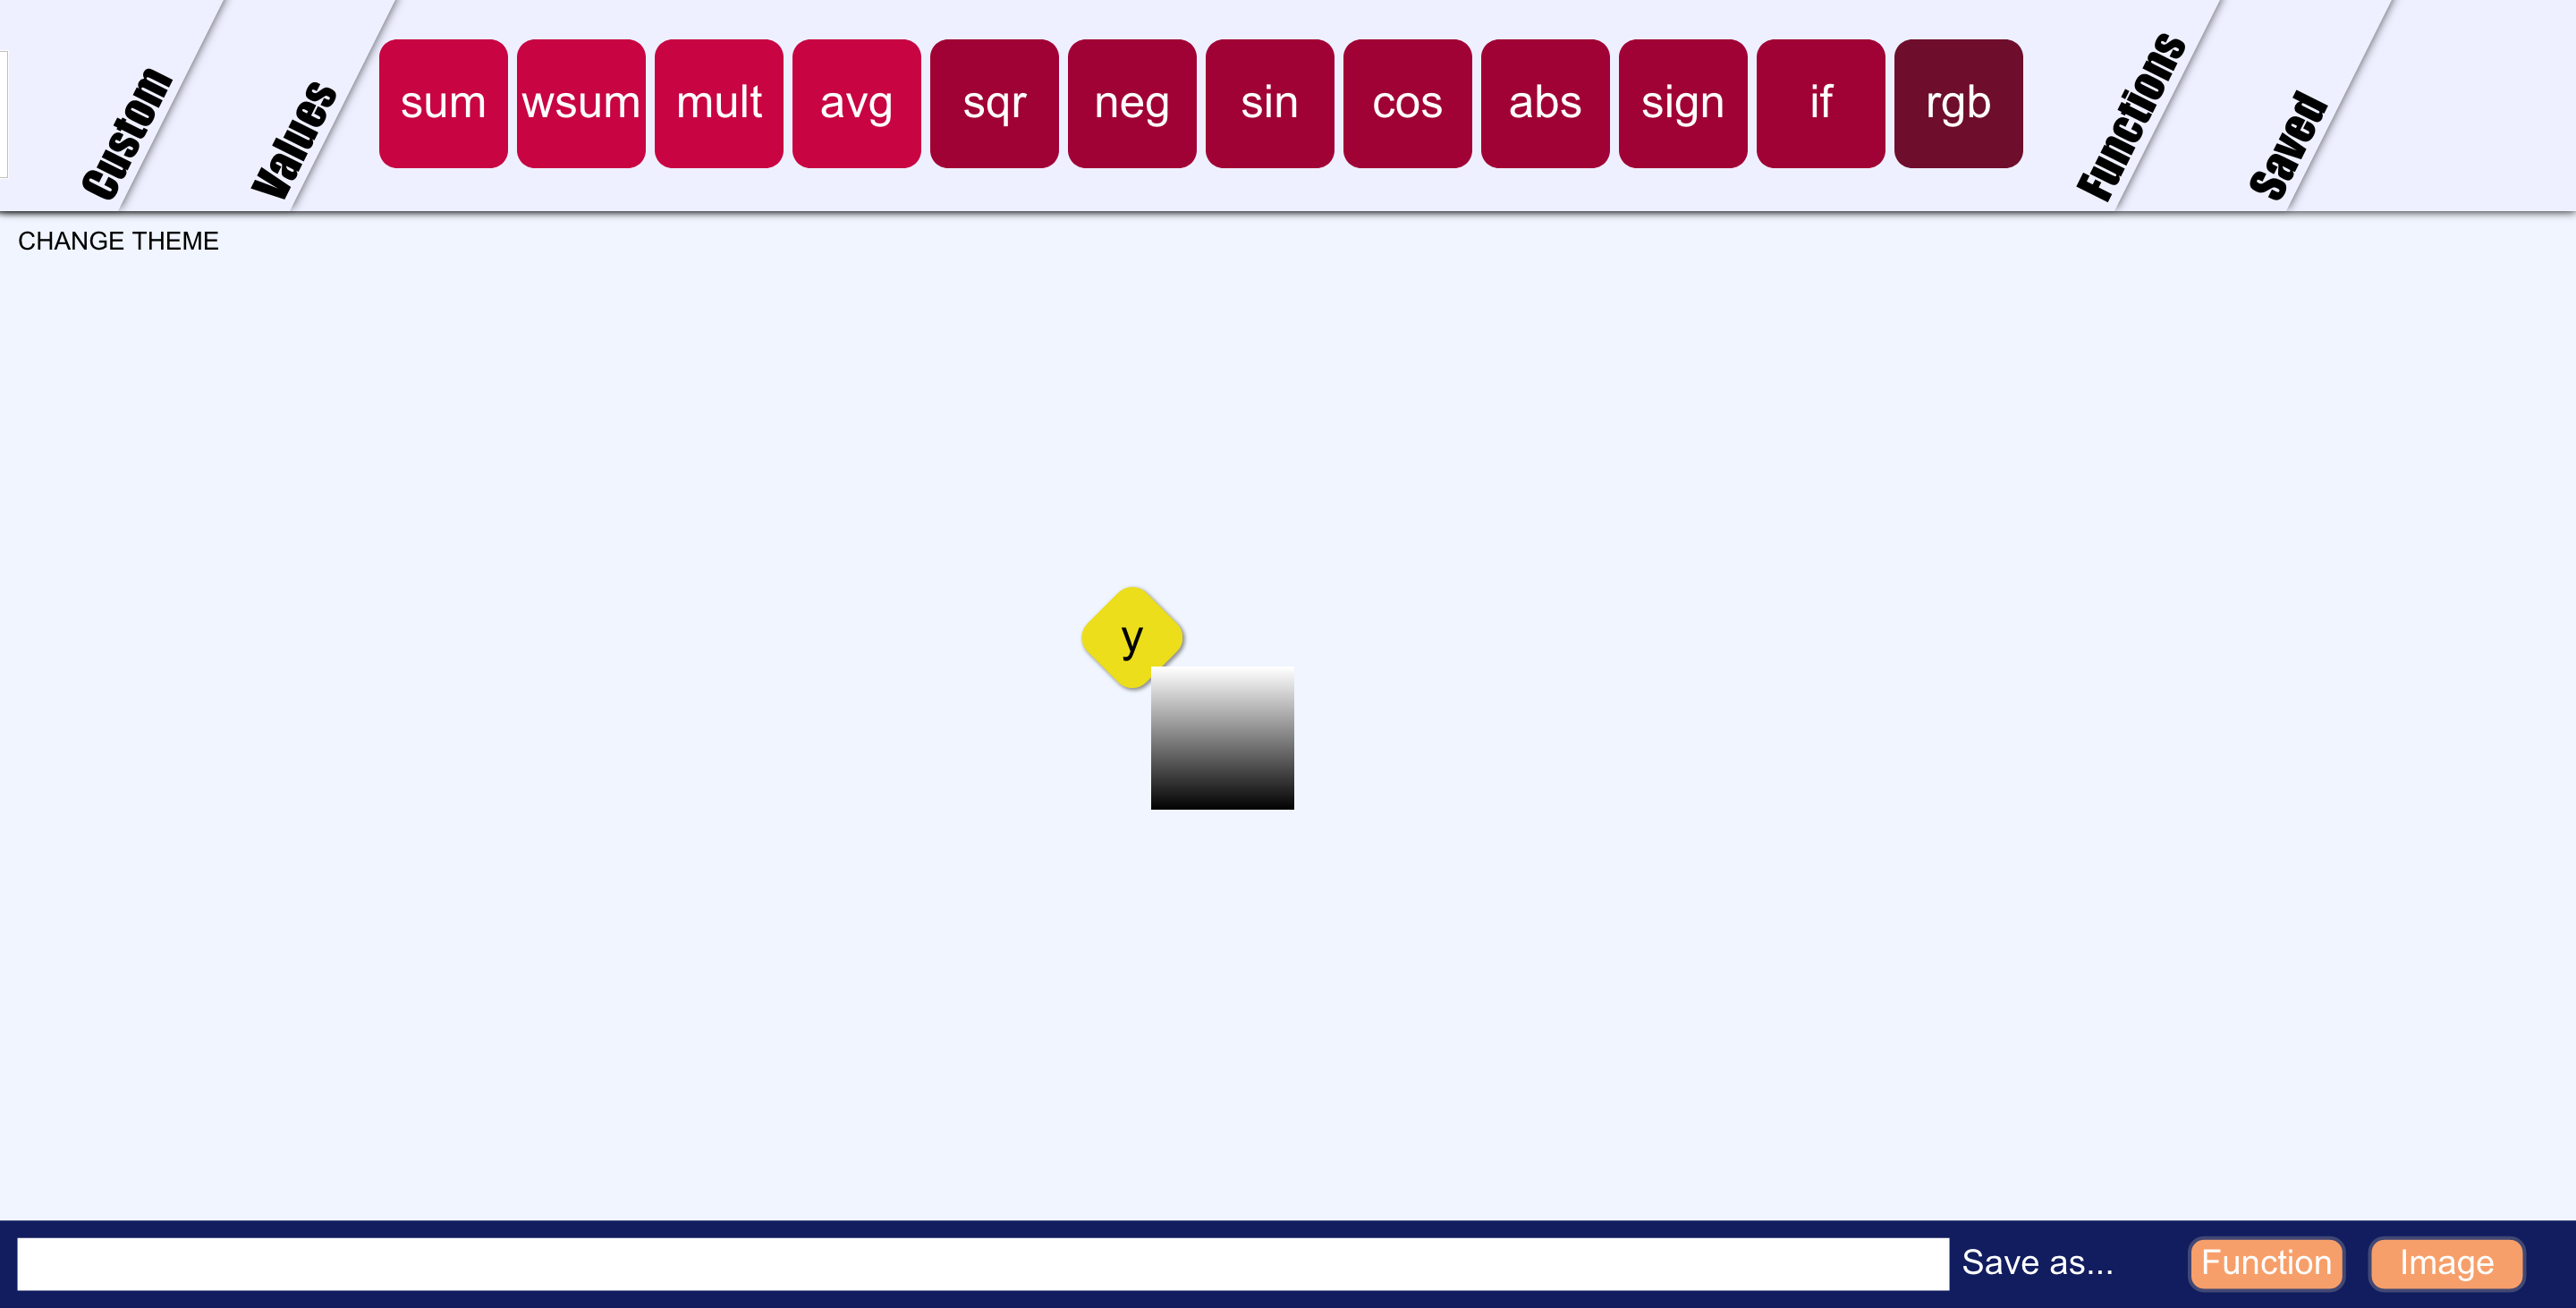 Custom
Values
sum wsum mult avg sqr neg sin cos abs sign if rgb
Functions
Saved
CHANGE THEME
y
Save as... Function Image